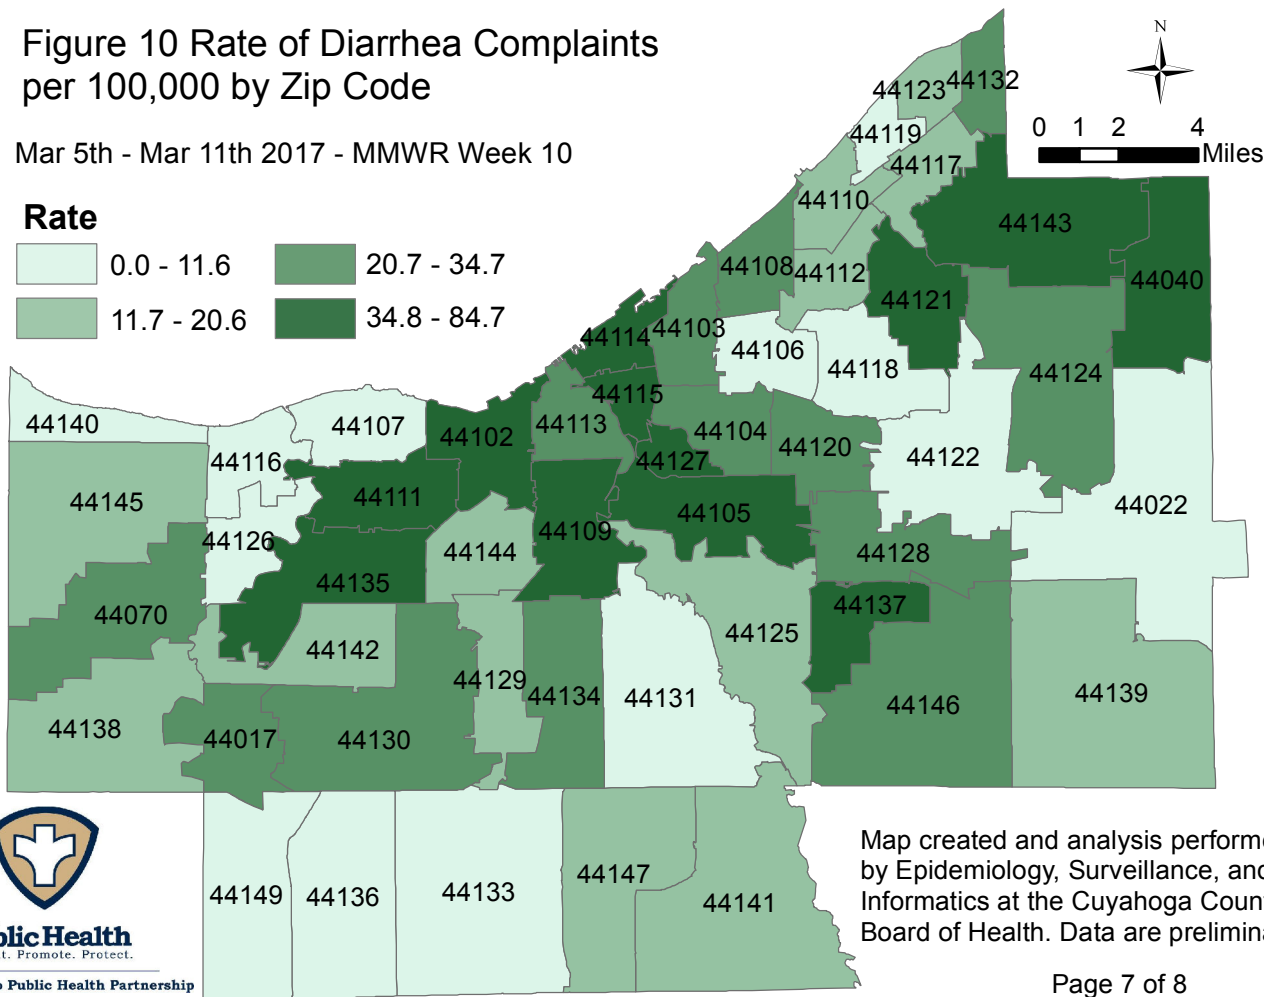 Figure 10 Rate of Diarrhea Complaints
per 100,000 by Zip Code
Mar 5th - Mar 11th 2017 - MMWR Week 10
Rate
0.0 - 11.6
20.7 - 34.7
11.7 - 20.6
34.8 - 84.7
N
0 1 2 4
Miles
44123
44132
44119
44117
44110
44143
44108
44112
44040
44121
44114
44103
44106
44118
44124
44115
44140
44107
44102
44113
44104
44120
44116
44127
44122
44145
44111
44105
44022
44126
44109
44144
44128
44135
44070
44137
44125
44142
44129
44134
44131
44146
44139
44138
44017
44130
44149
44136
44133
44147
44141
Health
Promote. Protect.
Public Health Partnership
Map created and analysis
by Epidemiology, Surveillance, and
Informatics at the Cuyahoga
Board of Health. Data are
Page 7 of 8